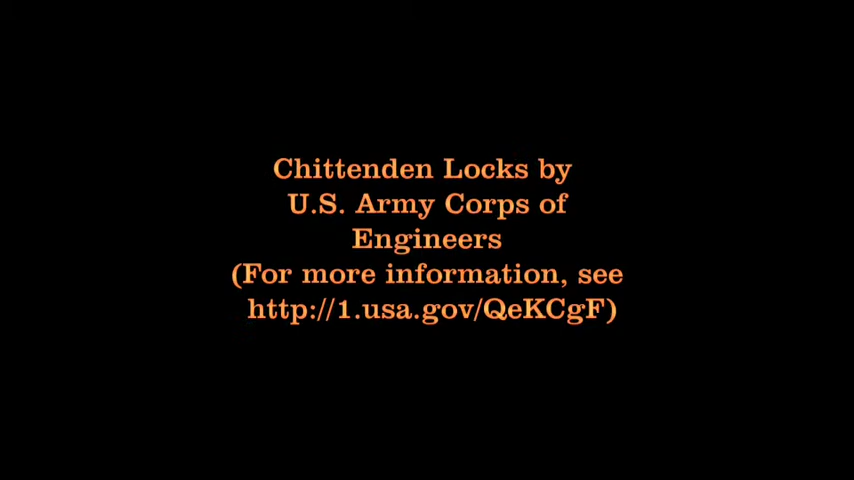 Chittenden Locks by
U.S. Army Corps of
Engineers
(For more information, see
http://1.usa.gov/QeKCgF)